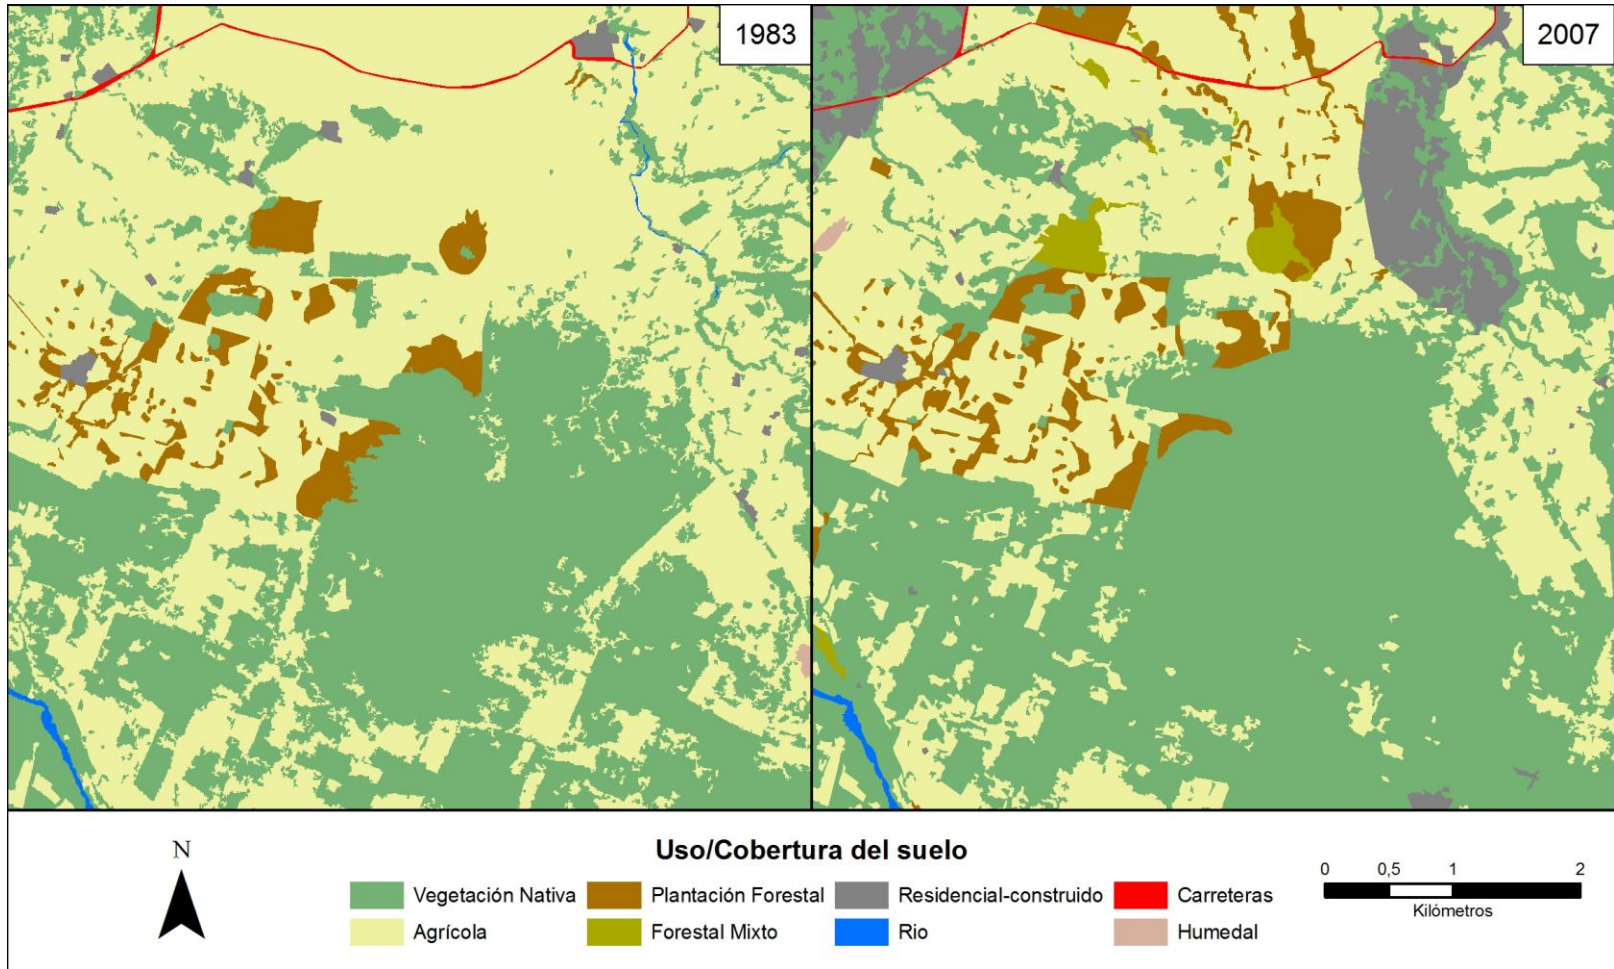 1983
2007
N
Uso/Cobertura del suelo
Vegetación Nativa
Plantación Forestal
Residencial-construido
Carreteras
Agrícola
Forestal Mixto
Rio
Humedal
0 0,5 1 2
Kilómetros